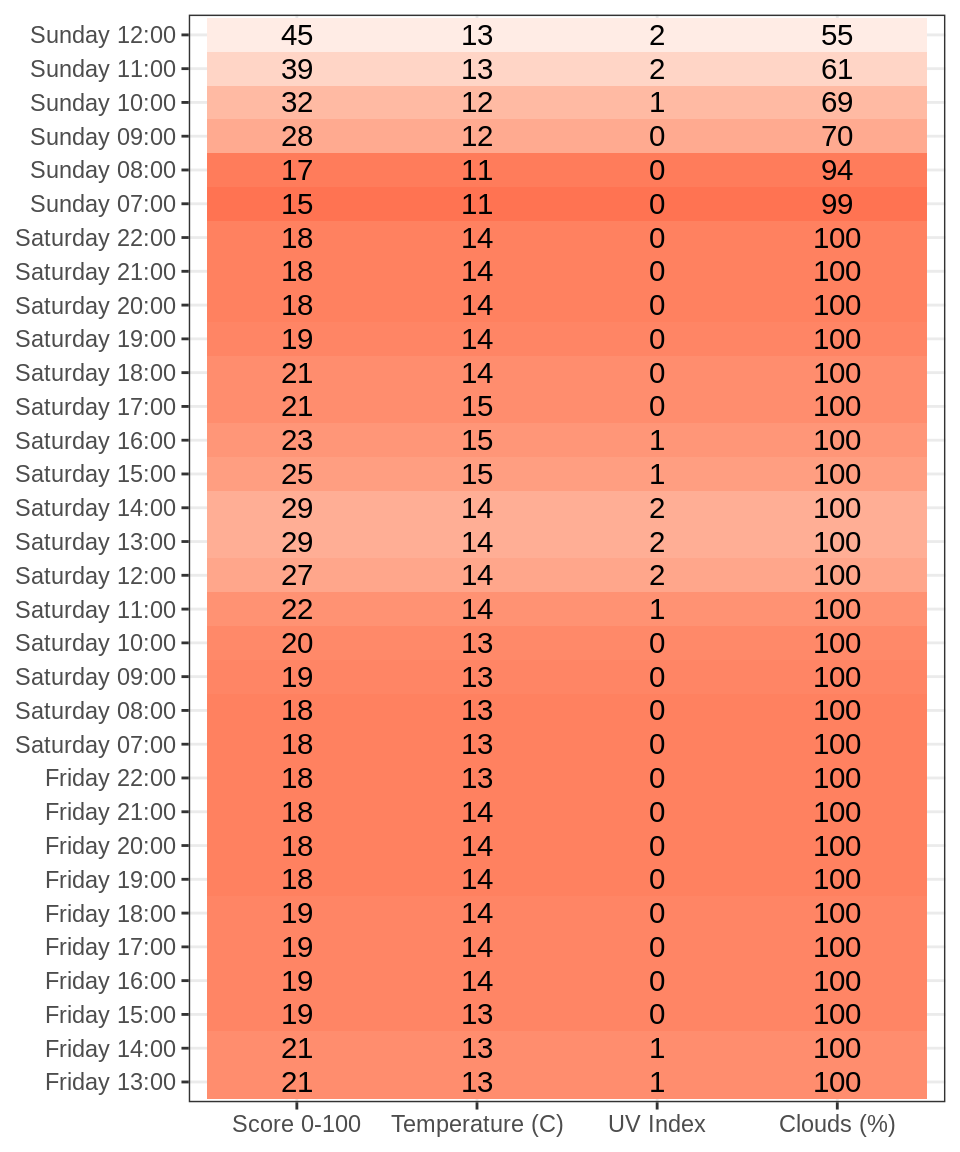 Sunday 12:00 45 13 2 55
Sunday 11:00 39 13 2 61
Sunday 10:00 32 12 1 69
Sunday 09:00 28 12 0 70
Sunday 08:00 17 11 0 94
Sunday 07:00 15 11 0 99
Saturday 22:00 18 14 0 100
Saturday 21:00 18 14 0 100
Saturday 20:00 18 14 0 100
Saturday 19:00 19 14 0 100
Saturday 18:00 21 14 0 100
Saturday 17:00 21 15 0 100
Saturday 16:00 23 15 1 100
Saturday 15:00 25 15 1 100
Saturday 14:00 29 14 2 100
Saturday 13:00 29 14 2 100
Saturday 12:00 27 14 2 100
Saturday 11:00 22 14 1 100
Saturday 10:00 20 13 0 100
Saturday 09:00 19 13 0 100
Saturday 08:00 18 13 0 100
Saturday 07:00 18 13 0 100
Friday 22:00 18 13 0 100
Friday 21:00 18 14 0 100
Friday 20:00 18 14 0 100
Friday 19:00 18 14 0 100
Friday 18:00 19 14 0 100
Friday 17:00 19 14 0 100
Friday 16:00 19 14 0 100
Friday 15:00 19 13 0 100
Friday 14:00 21 13 1 100
Friday 13:00 21 13 1 100
Score 0-100 Temperature (C) UV Index Clouds (%)